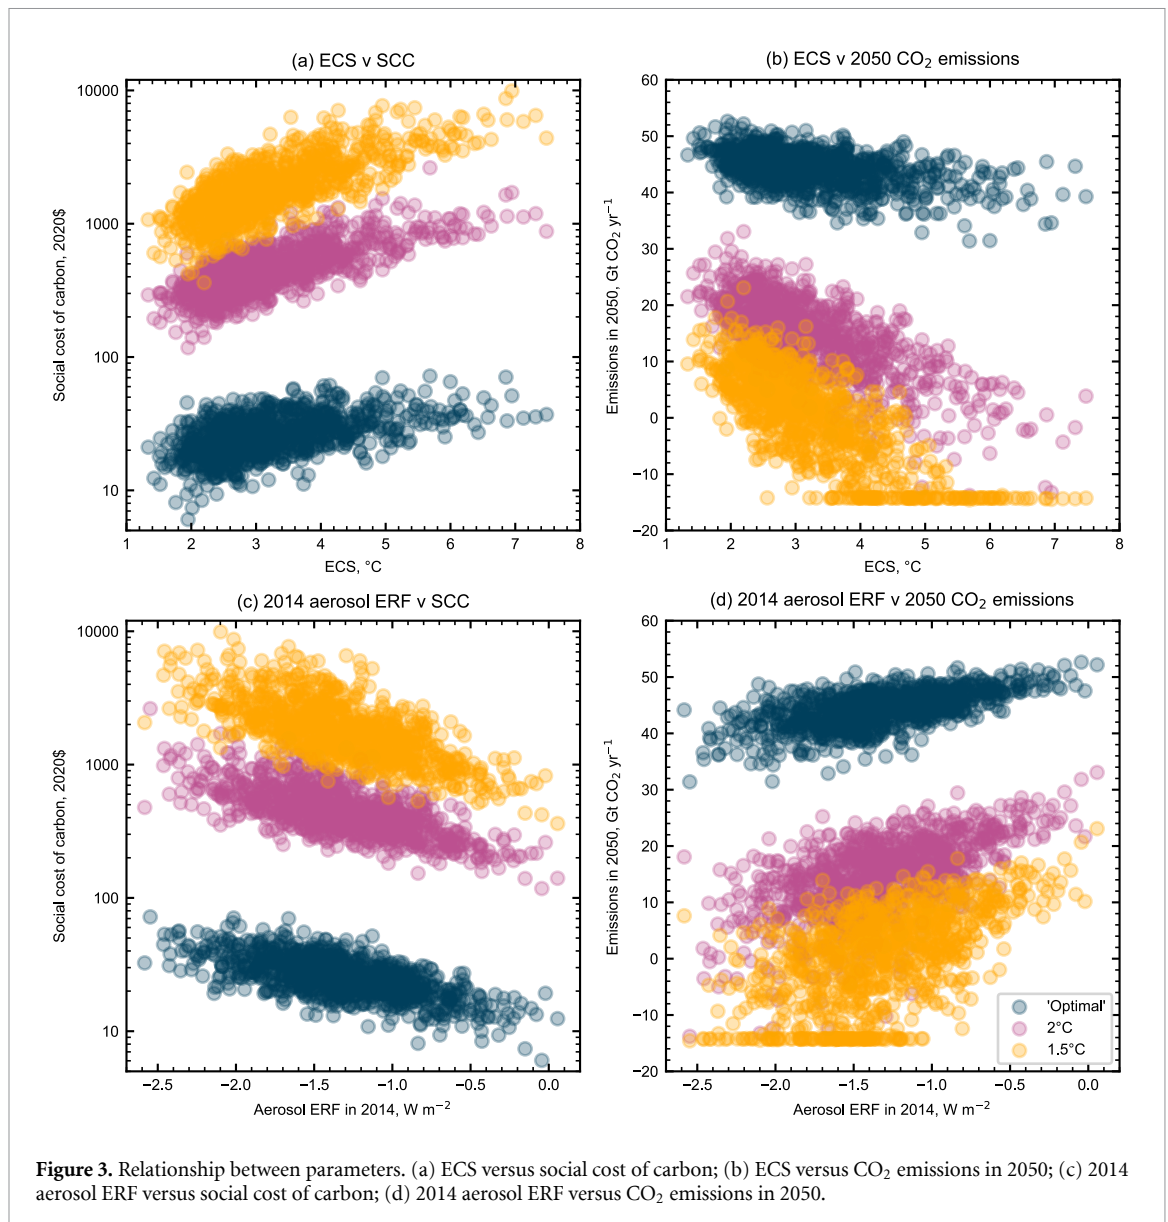 (a) ECS v SCC
10000
1000
100
10
Social cost of carbon, 2020$
1 2 3 4 5 6 7 8
ECS, °C
(b) ECS v 2050 CO₂ emissions
60
50
40
30
20
10
0
−10
−20
Emissions in 2050, Gt CO₂ yr⁻¹
1 2 3 4 5 6 7 8
ECS, °C
(c) 2014 aerosol ERF v SCC
10000
1000
100
10
Social cost of carbon, 2020$
−2.5 −2.0 −1.5 −1.0 −0.5 0.0
Aerosol ERF in 2014, W m⁻²
(d) 2014 aerosol ERF v 2050 CO₂ emissions
60
50
40
30
20
10
0
−10
−20
Emissions in 2050, Gt CO₂ yr⁻¹
'Optimal'
2°C
1.5°C
−2.5 −2.0 −1.5 −1.0 −0.5 0.0
Aerosol ERF in 2014, W m⁻²
Figure 3. Relationship between parameters. (a) ECS versus social cost of carbon; (b) ECS versus CO₂ emissions in 2050; (c) 2014
aerosol ERF versus social cost of carbon; (d) 2014 aerosol ERF versus CO₂ emissions in 2050.